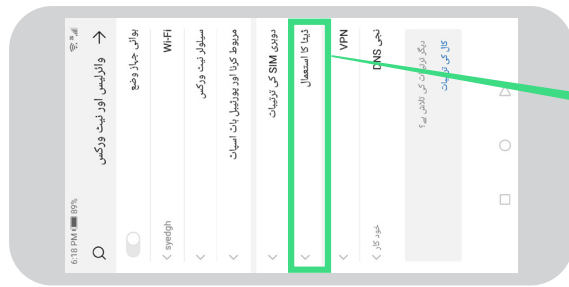 6:18 PM 89%
وائرلیس اور نیٹ ورکس
ہوائی جہاز وضع
Wi-Fi syedgh
سیلولر نیٹ ورکس
مربوط کرنا اور پورٹیبل ہاٹ اسپاٹ
دوہری SIM کی ترتیبات
ڈیٹا کا استعمال
VPN
نجی DNS خود کار
دیگر ترتیبات کی تلاش ہے؟
کال کی ترتیبات